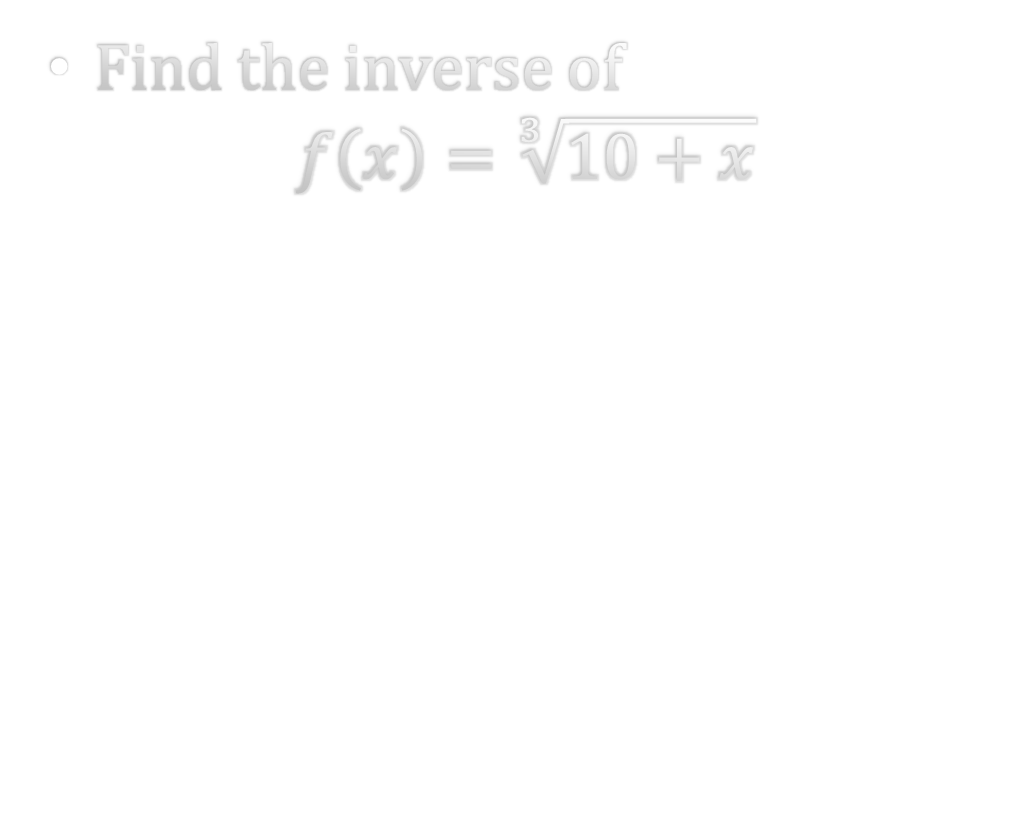 ○ Find the inverse of
f(x) = ∛10 + x